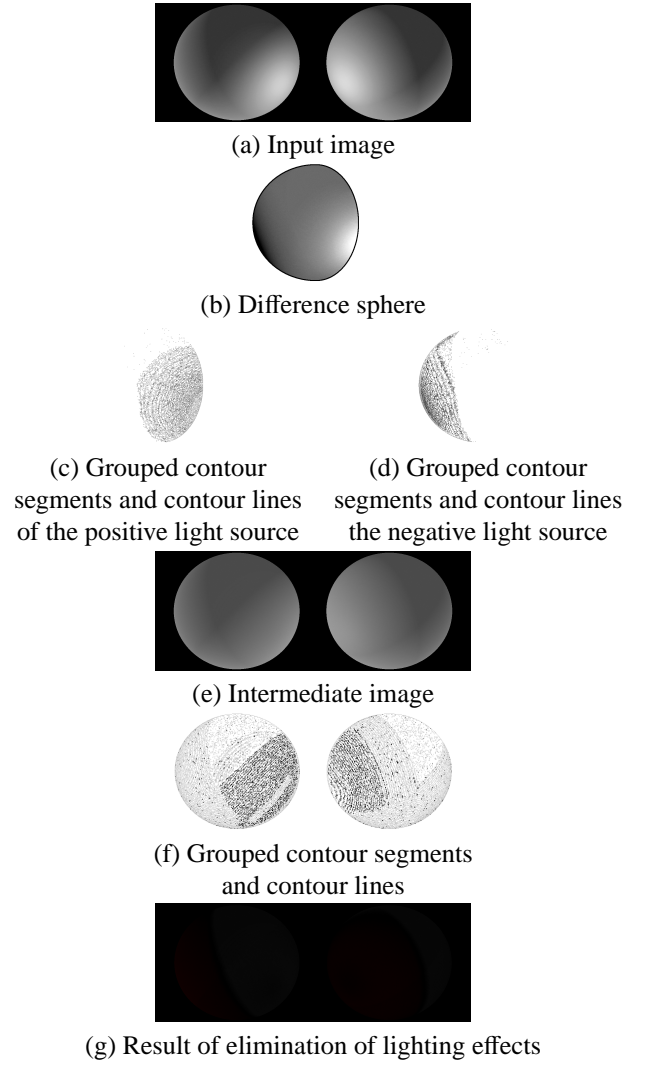 (a) Input image
(b) Difference sphere
(c) Grouped contour
segments and contour lines
of the positive light source
(d) Grouped contour
segments and contour lines
the negative light source
(e) Intermediate image
(f) Grouped contour segments
and contour lines
(g) Result of elimination of lighting effects